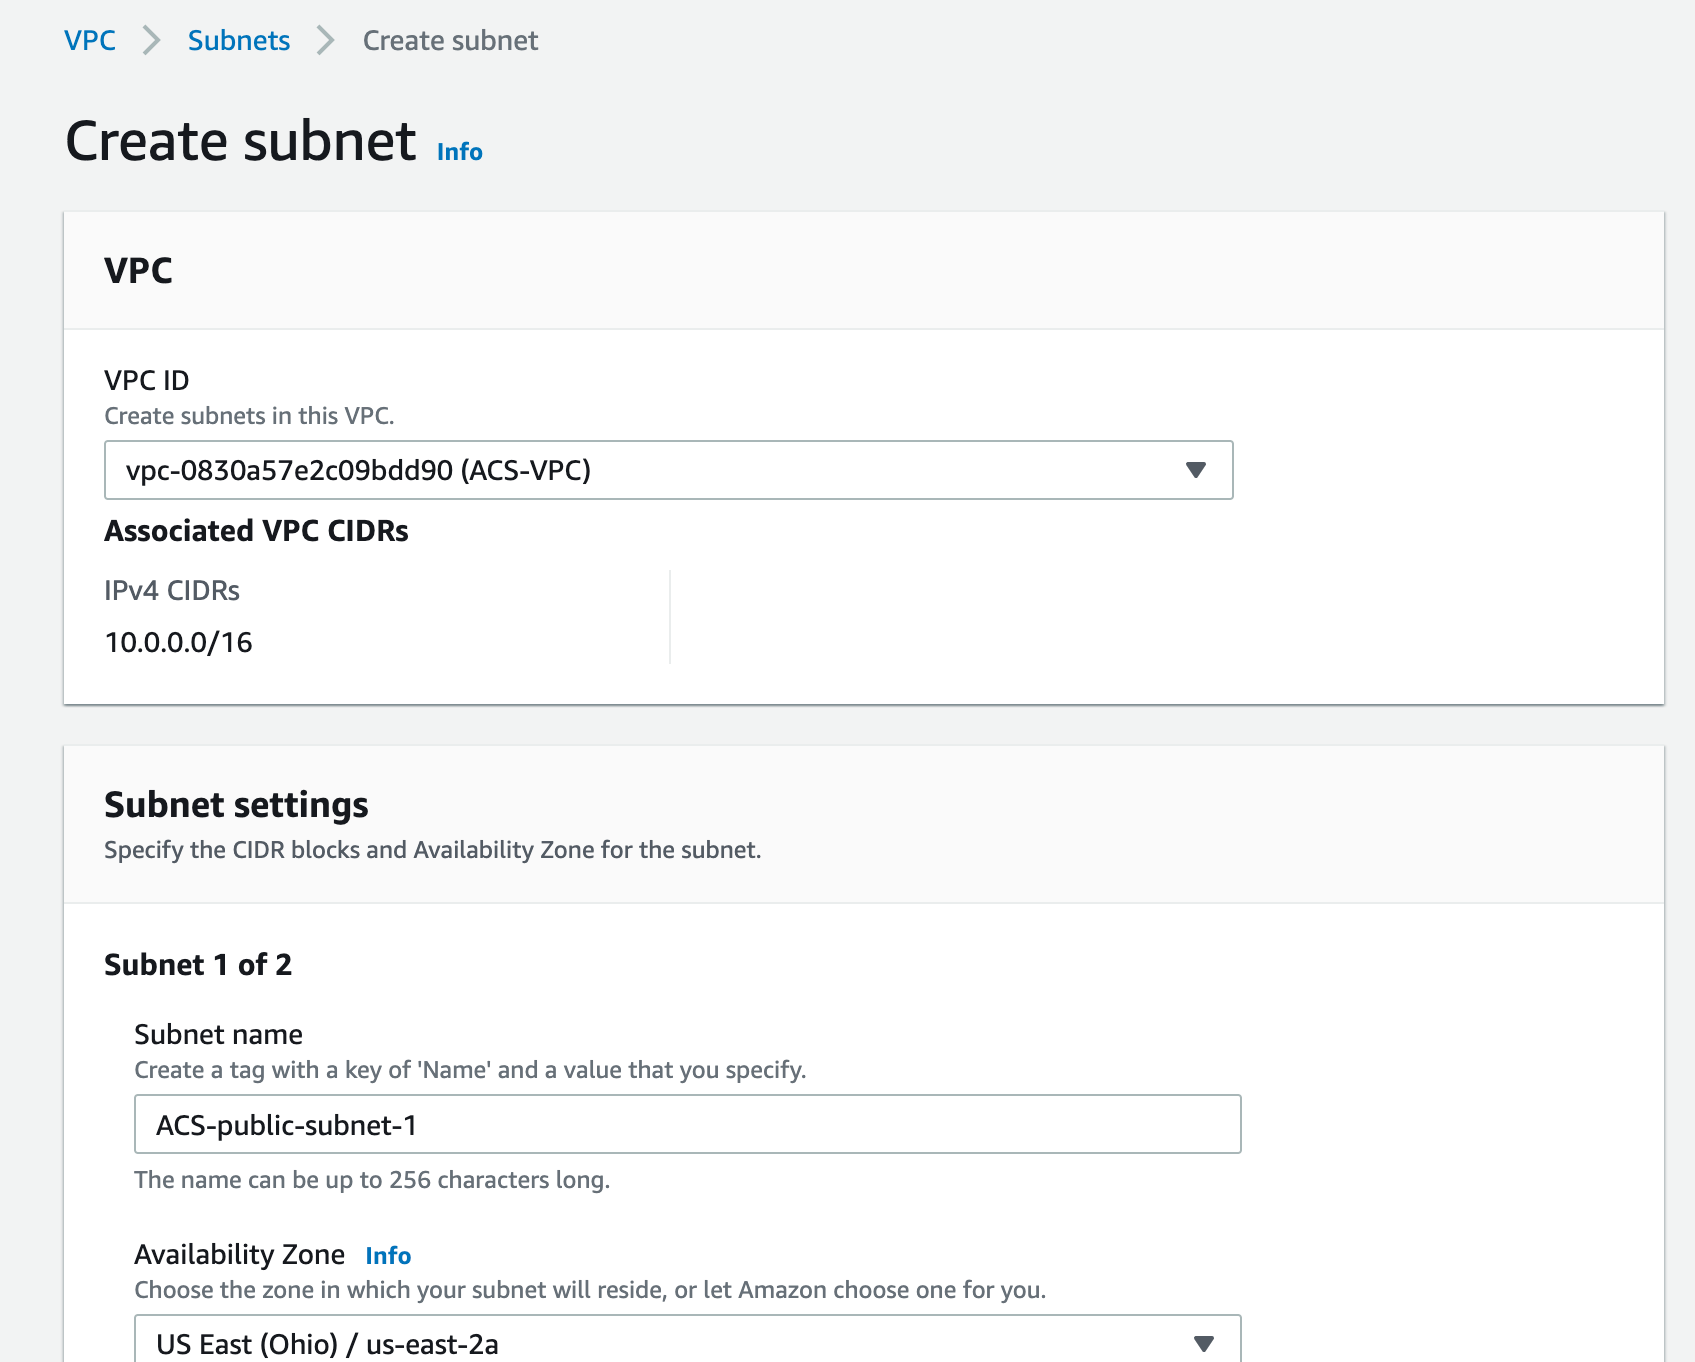 VPC > Subnets > Create subnet
Create subnet Info
VPC
VPC ID
Create subnets in this VPC.
vpc-0830a57e2c09bdd90 (ACS-VPC)
Associated VPC CIDRs
IPv4 CIDRs
10.0.0.0/16
Subnet settings
Specify the CIDR blocks and Availability Zone for the subnet.
Subnet 1 of 2
Subnet name
Create a tag with a key of 'Name' and a value that you specify.
ACS-public-subnet-1
The name can be up to 256 characters long.
Availability Zone Info
Choose the zone in which your subnet will reside, or let Amazon choose one for you.
US East (Ohio) / us-east-2a